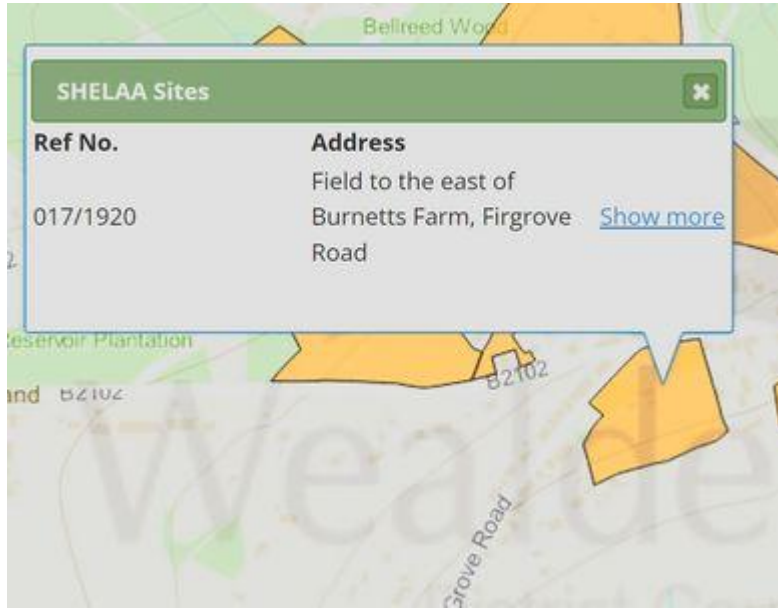 Bellreed Wood
SHELAA Sites
Ref No. Address
017/1920 Field to the east of
Burnetts Farm, Firgrove
Road
Show more
Reservoir Plantation
B2102
and B2102
Wealde
Grove Road